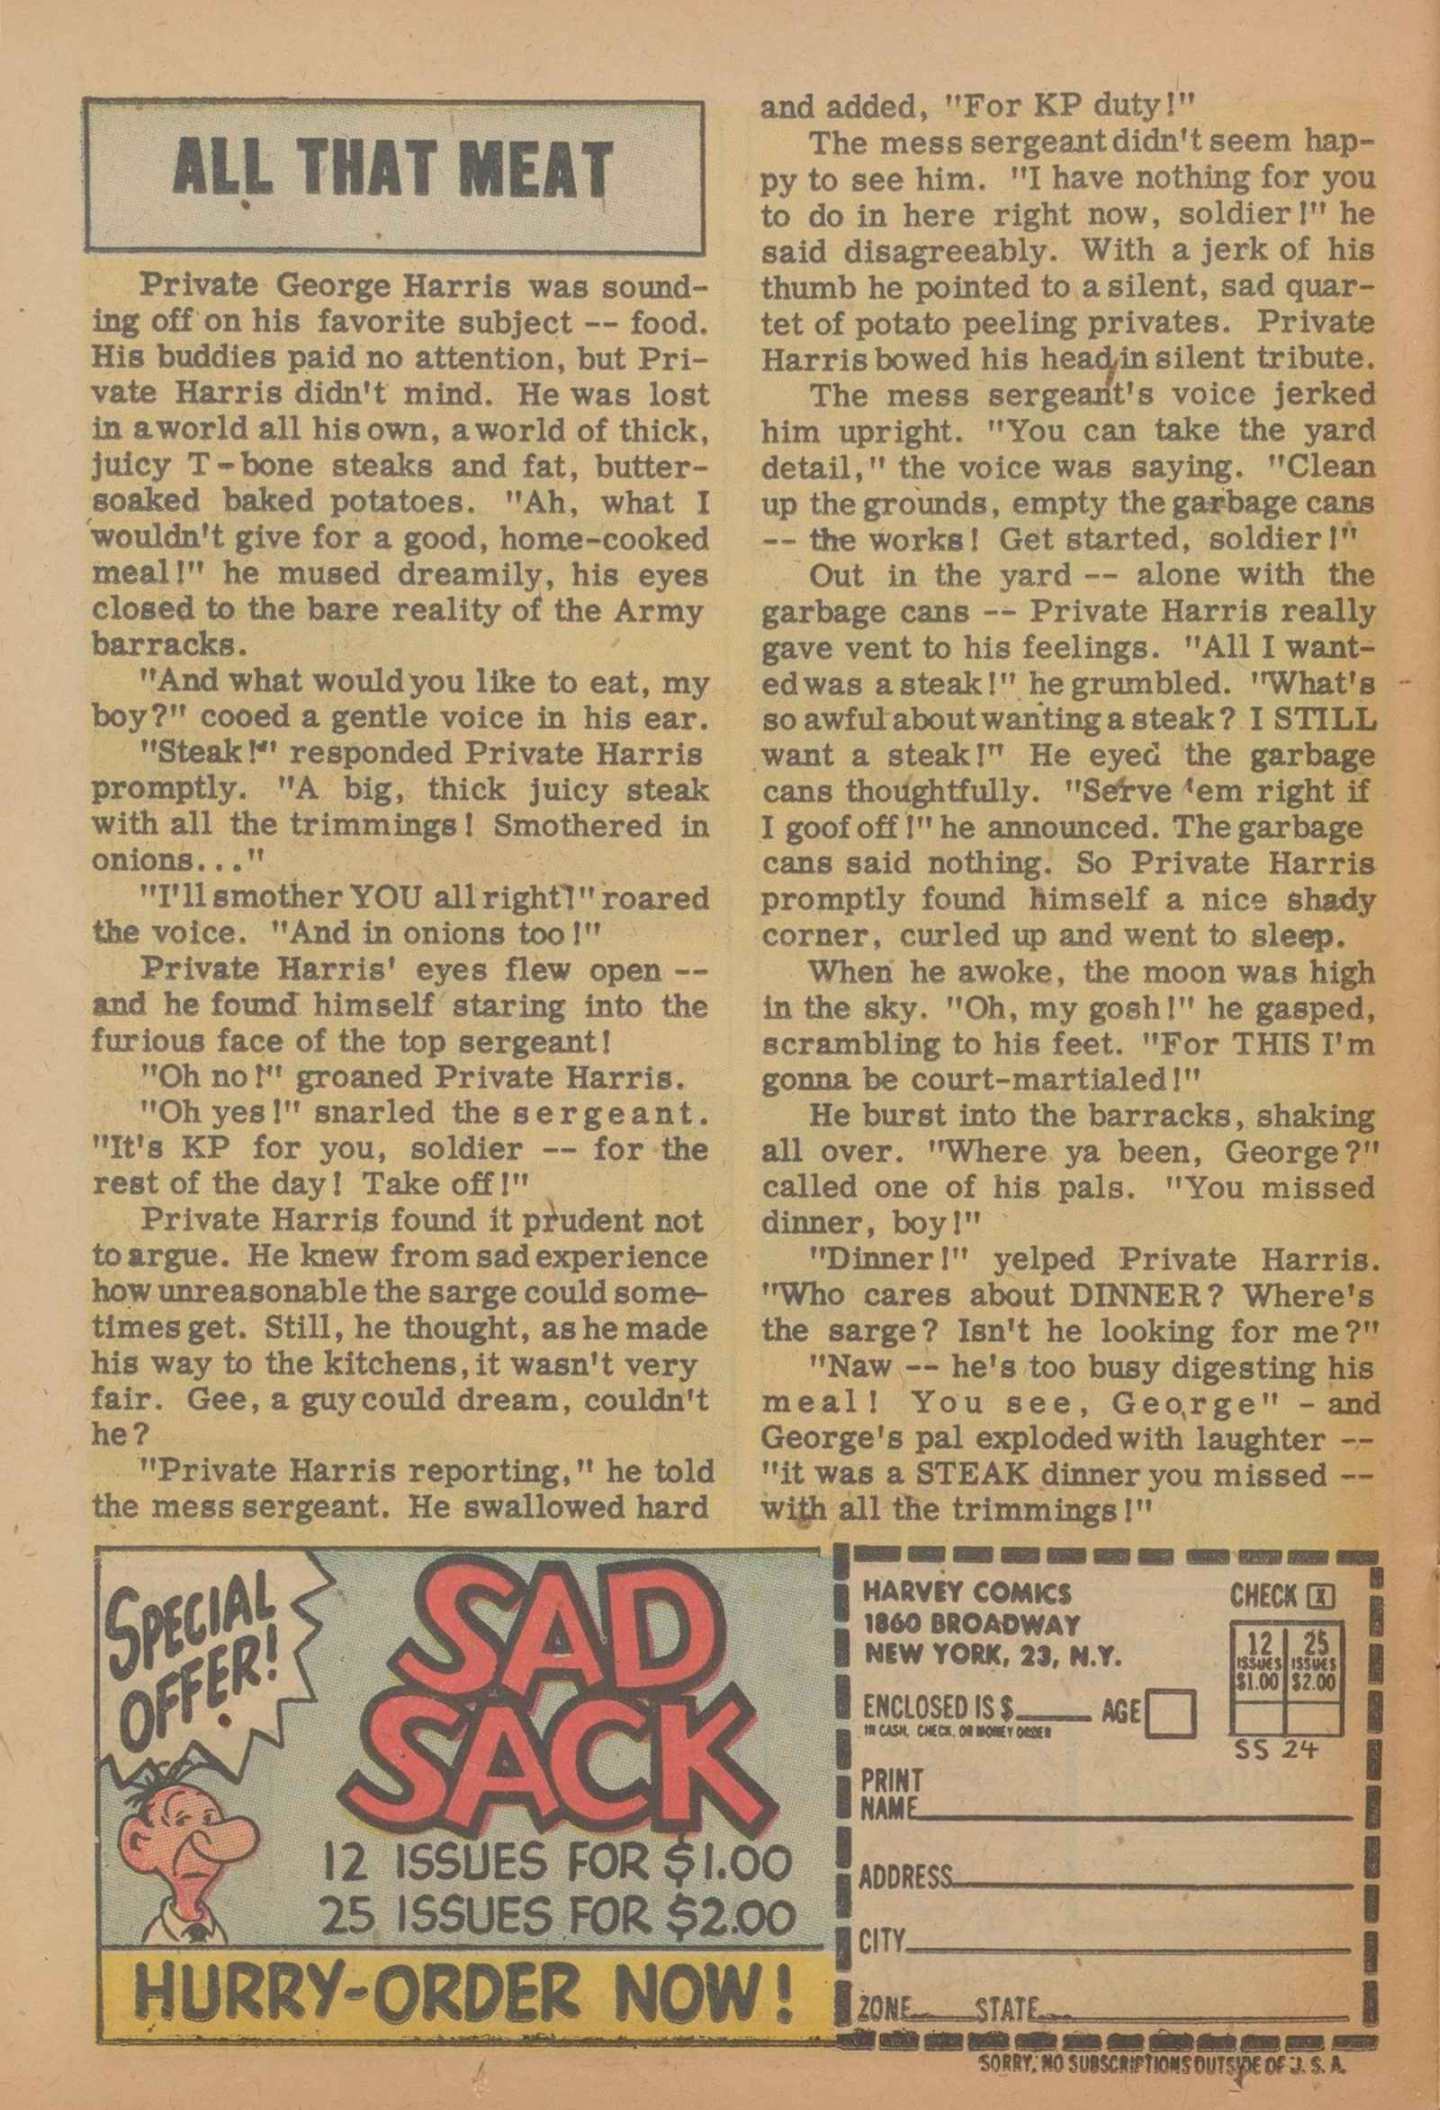 ALL THAT MEAT
Private George Harris was sound-
ing off on his favorite subject -- food.
His buddies paid no attention, but Pri-
vate Harris didn't mind. He was lost
in a world all his own, a world of thick,
juicy T-bone steaks and fat, butter-
soaked baked potatoes. "Ah, what I
wouldn't give for a good, home-cooked
meal!" he mused dreamily, his eyes
closed to the bare reality of the Army
barracks.
"And what would you like to eat, my
boy?" cooed a gentle voice in his ear.
"Steak!" responded Private Harris
promptly. "A big, thick juicy steak
with all the trimmings! Smothered in
onions..."
"I'll smother YOU all right!" roared
the voice. "And in onions too!"
Private Harris' eyes flew open --
and he found himself staring into the
furious face of the top sergeant!
"Oh no!" groaned Private Harris.
"Oh yes!" snarled the sergeant.
"It's KP for you, soldier -- for the
rest of the day! Take off!"
Private Harris found it prudent not
to argue. He knew from sad experience
how unreasonable the sarge could some-
times get. Still, he thought, as he made
his way to the kitchens, it wasn't very
fair. Gee, a guy could dream, couldn't
he?
"Private Harris reporting," he told
the mess sergeant. He swallowed hard
and added, "For KP duty!"
The mess sergeant didn't seem hap-
py to see him. "I have nothing for you
to do in here right now, soldier!" he
said disagreeably. With a jerk of his
thumb he pointed to a silent, sad quar-
tet of potato peeling privates. Private
Harris bowed his head in silent tribute.
The mess sergeant's voice jerked
him upright. "You can take the yard
detail," the voice was saying. "Clean
up the grounds, empty the garbage cans
-- the works! Get started, soldier!"
Out in the yard -- alone with the
garbage cans -- Private Harris really
gave vent to his feelings. "All I want-
ed was a steak!" he grumbled. "What's
so awful about wanting a steak? I STILL
want a steak!" He eyed the garbage
cans thoughtfully. "Serve 'em right if
I goof off!" he announced. The garbage
cans said nothing. So Private Harris
promptly found himself a nice shady
corner, curled up and went to sleep.
When he awoke, the moon was high
in the sky. "Oh, my gosh!" he gasped,
scrambling to his feet. "For THIS I'm
gonna be court-martialed!"
He burst into the barracks, shaking
all over. "Where ya been, George?"
called one of his pals. "You missed
dinner, boy!"
"Dinner!" yelped Private Harris.
"Who cares about DINNER? Where's
the sarge? Isn't he looking for me?"
"Naw -- he's too busy digesting his
meal! You see, George" - and
George's pal exploded with laughter --
"it was a STEAK dinner you missed --
with all the trimmings!"
SPECIAL
OFFER!
SAD
SACK
12 ISSUES FOR $1.00
25 ISSUES FOR $2.00
HURRY-ORDER NOW!
HARVEY COMICS
1860 BROADWAY
NEW YORK, 23, N.Y.
CHECK X
12 ISSUES $1.00
25 ISSUES $2.00
SS 24
ENCLOSED IS $____ AGE
IN CASH, CHECK, OR MONEY ORDER
PRINT
NAME
ADDRESS
CITY
ZONE STATE
SORRY, NO SUBSCRIPTIONS OUTSIDE OF U.S.A.